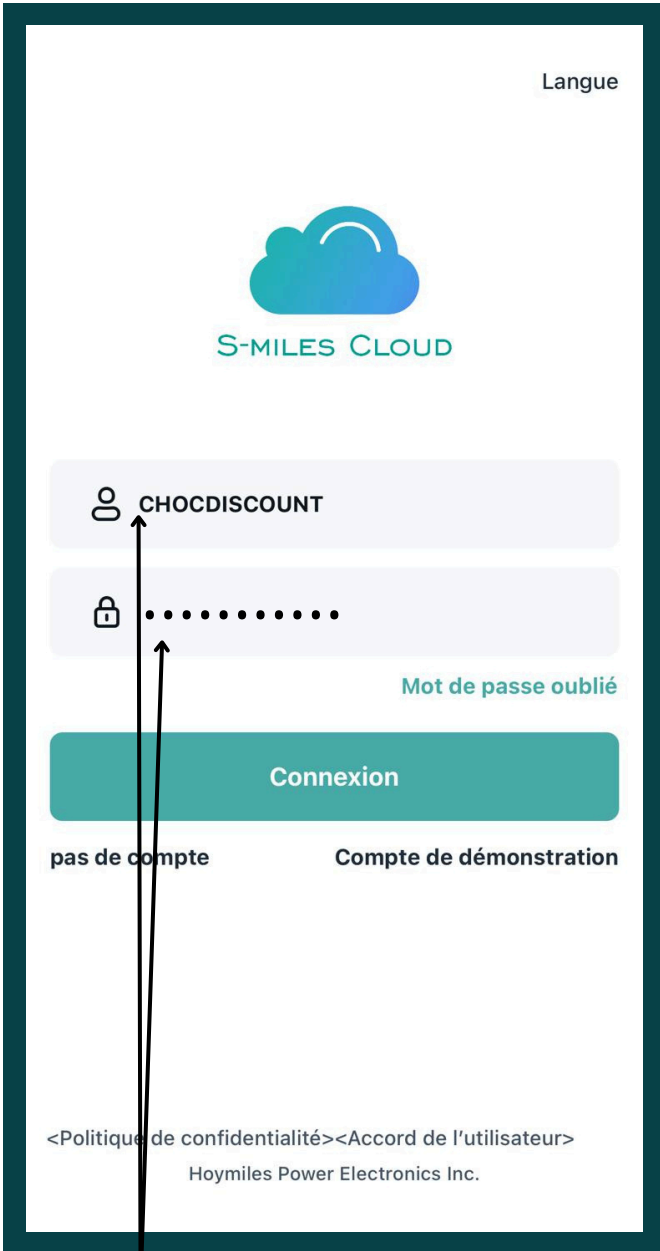 Langue
S-MILES CLOUD
CHOCDISCOUNT
Mot de passe oublié
Connexion
pas de compte
Compte de démonstration
<Politique de confidentialité><Accord de l’utilisateur>
Hoymiles Power Electronics Inc.